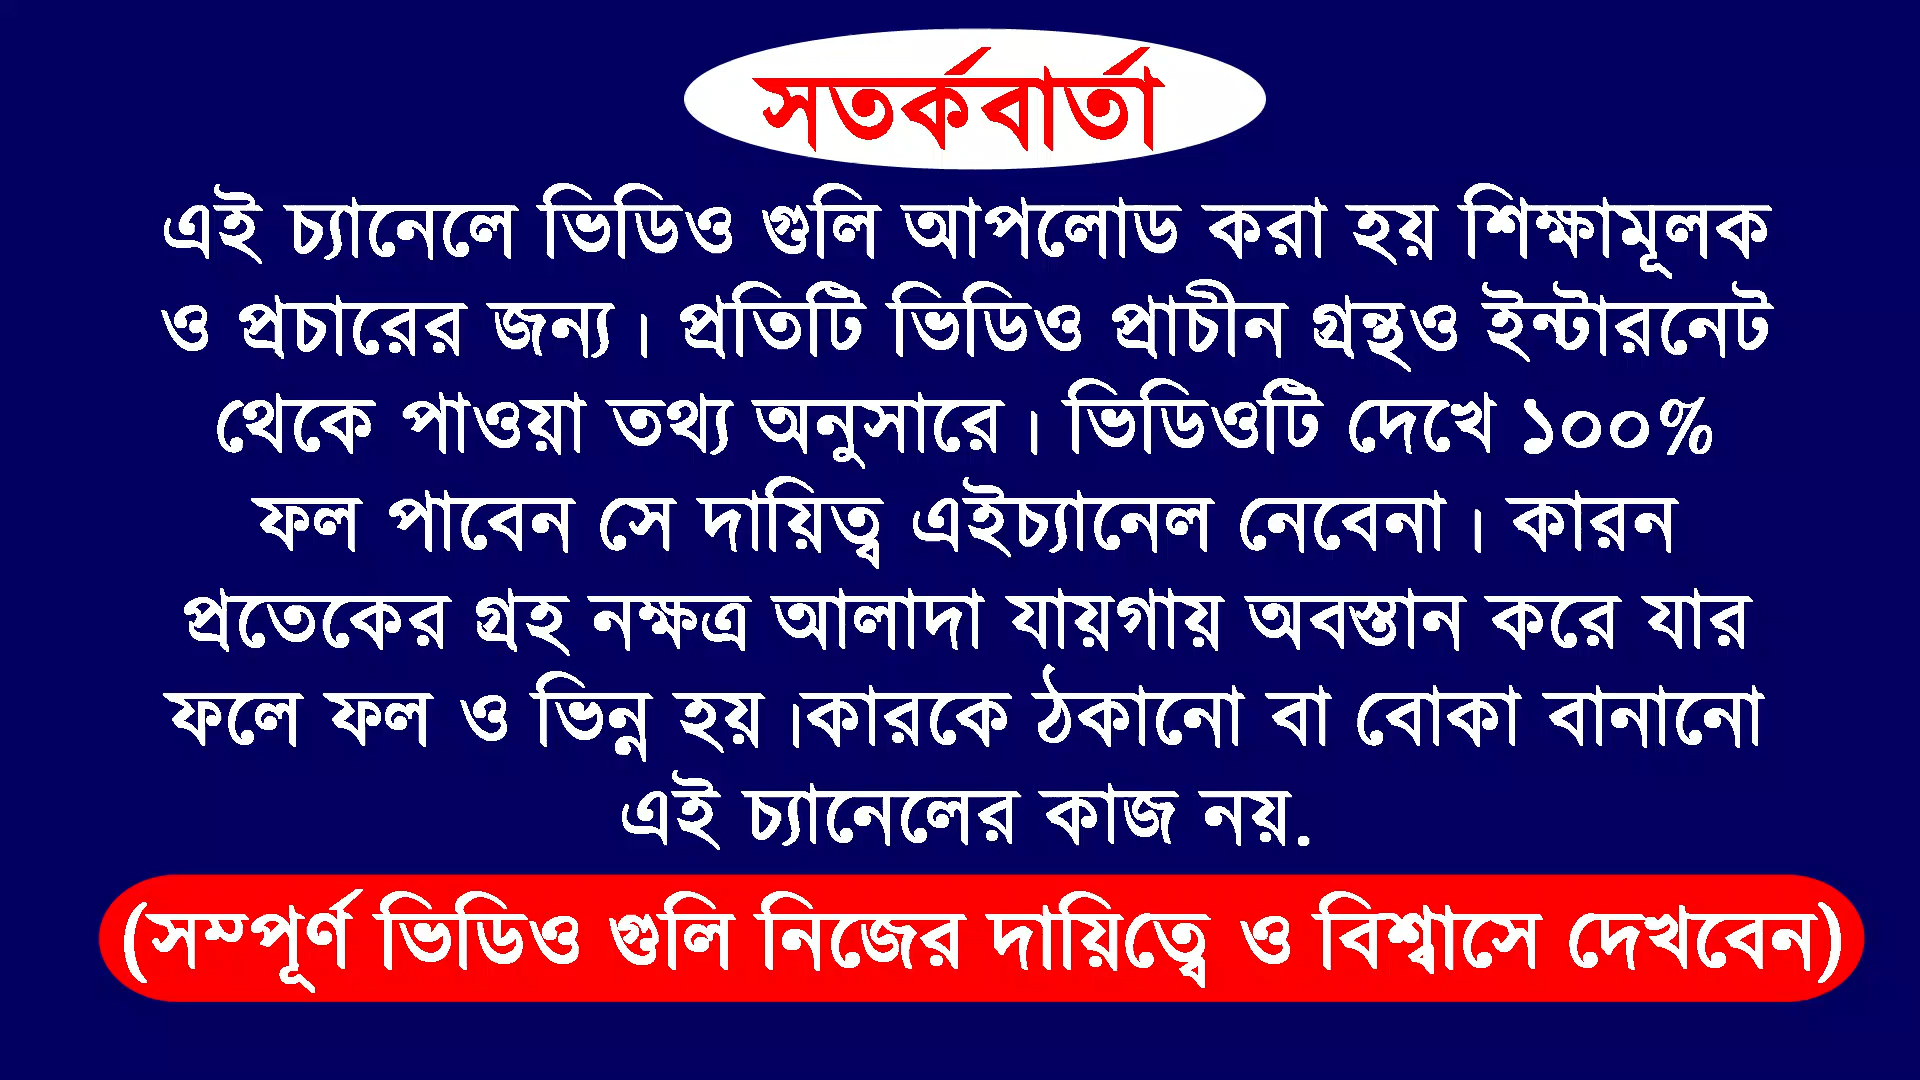 সতর্কবার্তা
এই চ্যানেলে ভিডিও গুলি আপলোড করা হয় শিক্ষামূলক
ও প্রচারের জন্য। প্রতিটি ভিডিও প্রাচীন গ্রন্থও ইন্টারনেট
থেকে পাওয়া তথ্য অনুসারে। ভিডিওটি দেখে ১০০%
ফল পাবেন সে দায়িত্ব এইচ্যানেল নেবেনা। কারন
প্রতেকের গ্রহ নক্ষত্র আলাদা যায়গায় অবস্তান করে যার
ফলে ফল ও ভিন্ন হয়।কারকে ঠকানো বা বোকা বানানো
এই চ্যানেলের কাজ নয়.
(সম্পূর্ণ ভিডিও গুলি নিজের দায়িত্বে ও বিশ্বাসে দেখবেন)